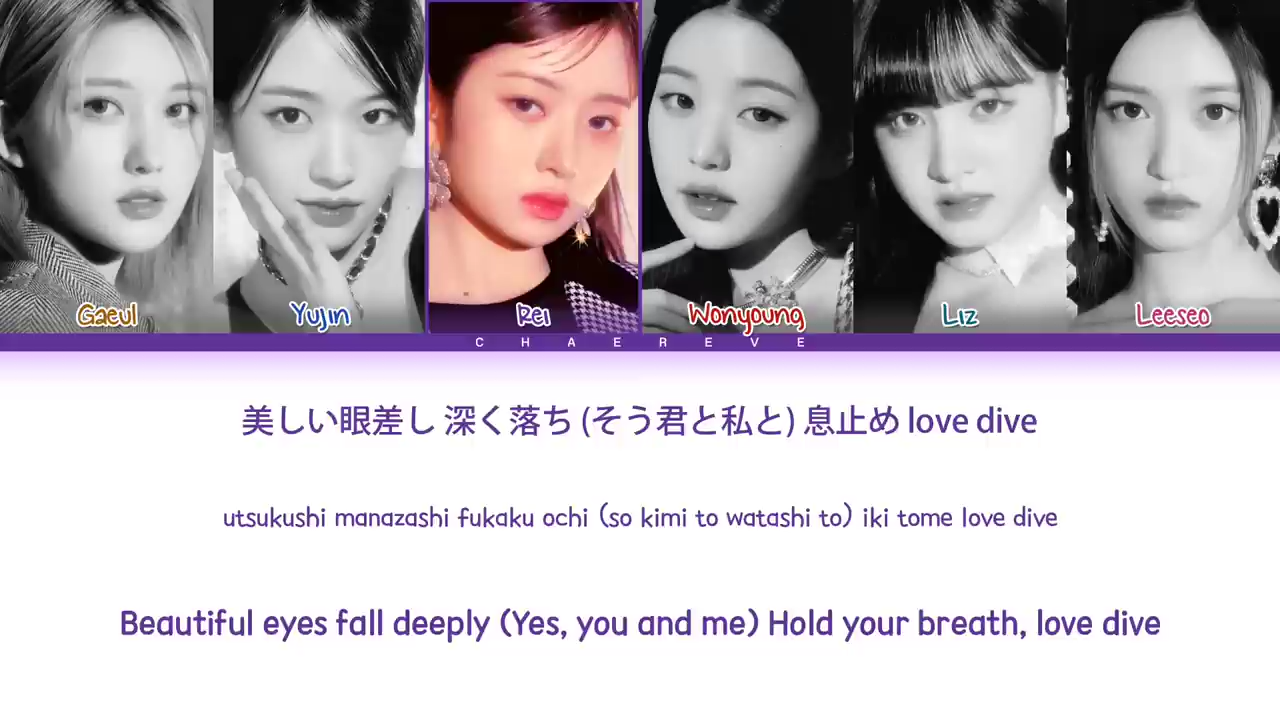 Gaeul Yujin Rei Wonyoung Liz Leeseo
CHAEREVE
美しい眼差し 深く落ち (そう君と私と) 息止め love dive
utsukushi manazashi fukaku ochi (so kimi to watashi to) iki tome love dive
Beautiful eyes fall deeply (Yes, you and me) Hold your breath, love dive